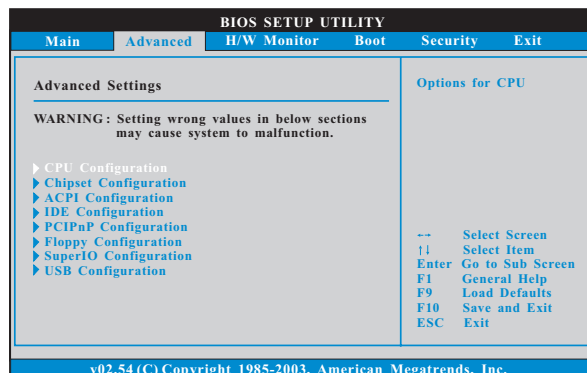 BIOS SETUP UTILITY
Main Advanced H/W Monitor Boot Security Exit
Advanced Settings
WARNING : Setting wrong values in below sections
may cause system to malfunction.
CPU Configuration
Chipset Configuration
ACPI Configuration
IDE Configuration
PCIPnP Configuration
Floppy Configuration
SuperIO Configuration
USB Configuration
Options for CPU
←→ Select Screen
↑↓ Select Item
Enter Go to Sub Screen
F1 General Help
F9 Load Defaults
F10 Save and Exit
ESC Exit
v02.54 (C) Copyright 1985-2003, American Megatrends, Inc.